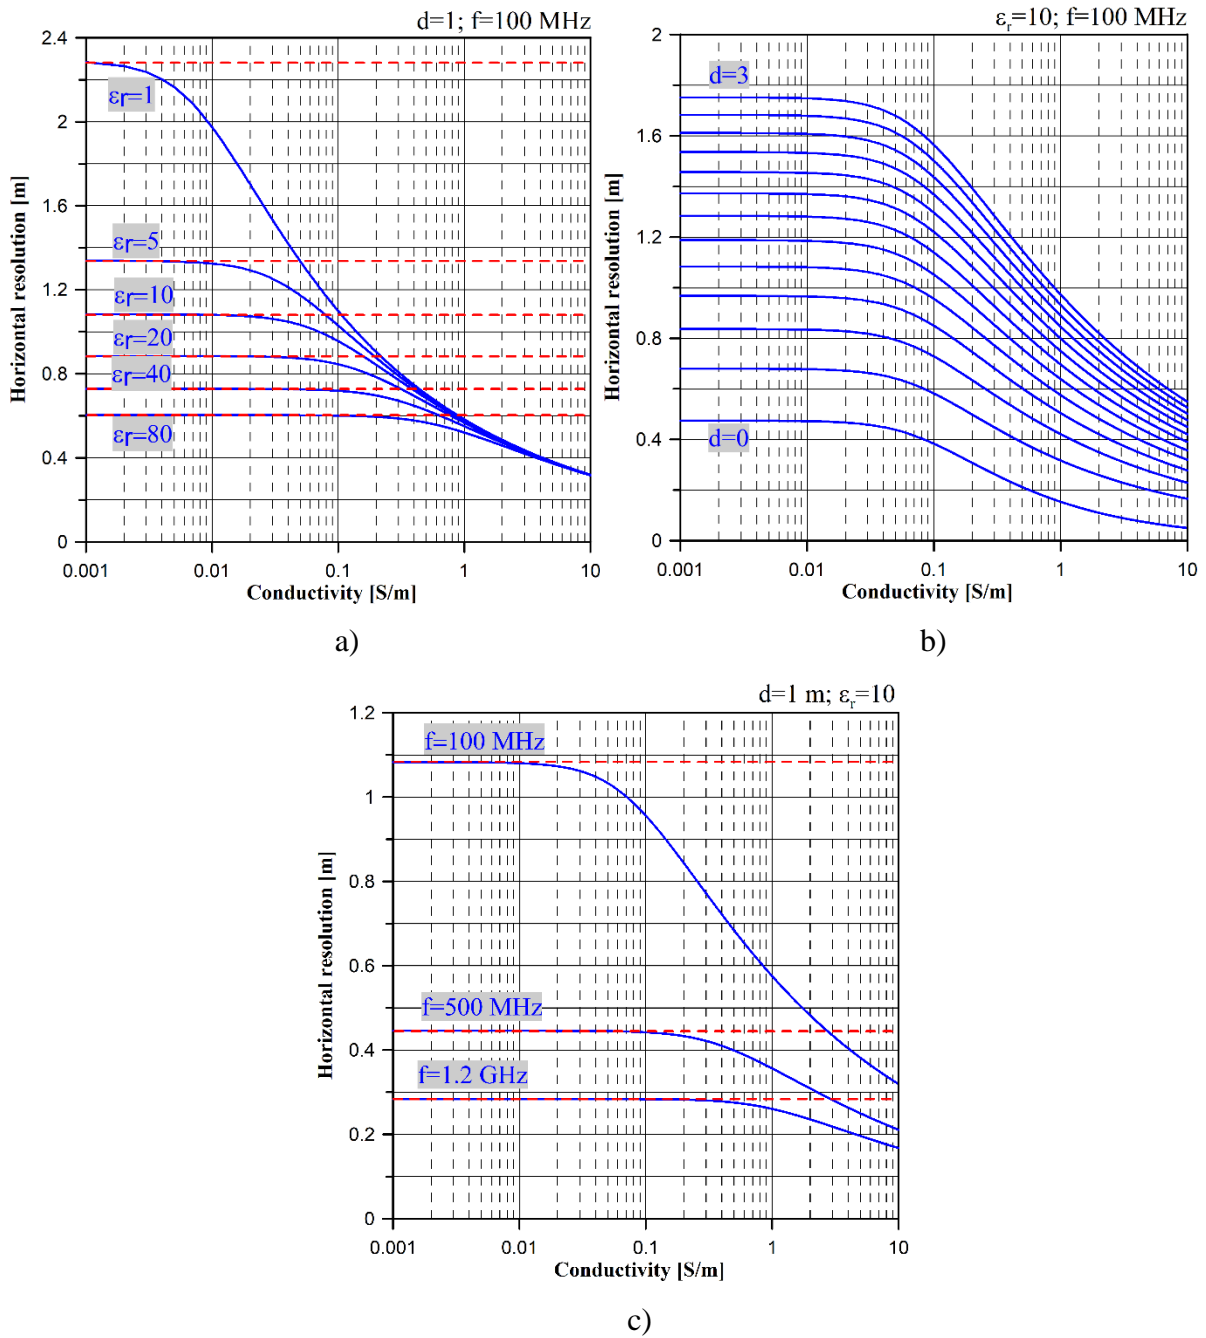 d=1; f=100 MHz
2.4
2
1.6
1.2
0.8
0.4
0
Horizontal resolution [m]
εr=1
εr=5
εr=10
εr=20
εr=40
εr=80
0.001 0.01 0.1 1 10
Conductivity [S/m]
a)
εr=10; f=100 MHz
2
1.6
1.2
0.8
0.4
0
Horizontal resolution [m]
d=3
d=0
0.001 0.01 0.1 1 10
Conductivity [S/m]
b)
d=1 m; εr=10
1.2
1
0.8
0.6
0.4
0.2
0
Horizontal resolution [m]
f=100 MHz
f=500 MHz
f=1.2 GHz
0.001 0.01 0.1 1 10
Conductivity [S/m]
c)